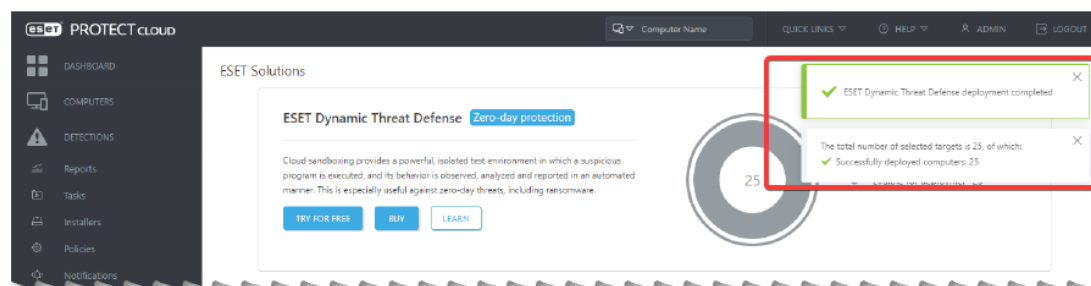 eset PROTECT CLOUD
Computer Name
QUICK LINKS
HELP
ADMIN
LOGOUT
DASHBOARD
COMPUTERS
DETECTIONS
Reports
Tasks
Installers
Policies
Notifications
ESET Solutions
ESET Dynamic Threat Defense Zero-day protection
Cloud sandboxing provides a powerful, isolated test environment in which a suspicious
program is executed, and its behavior is observed, analyzed and reported in an automated
manner. This is especially useful against zero-day threats, including ransomware.
TRY FOR FREE
BUY
LEARN
25
ESET Dynamic Threat Defense deployment completed
The total number of selected targets is 25, of which:
Successfully deployed computers: 25